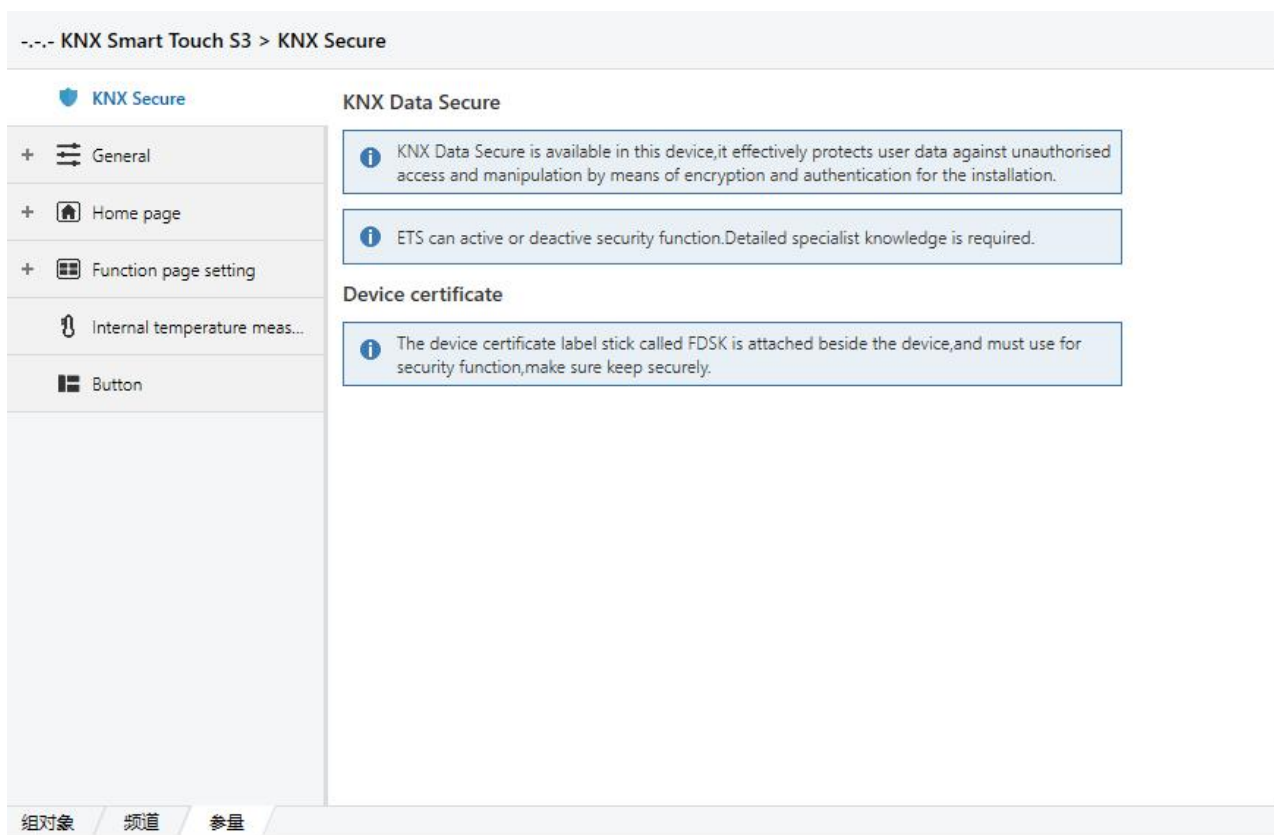 -.-.- KNX Smart Touch S3 > KNX Secure
KNX Secure
+ General
+ Home page
+ Function page setting
Internal temperature meas...
Button
KNX Data Secure
KNX Data Secure is available in this device,it effectively protects user data against unauthorised
access and manipulation by means of encryption and authentication for the installation.
ETS can active or deactive security function.Detailed specialist knowledge is required.
Device certificate
The device certificate label stick called FDSK is attached beside the device,and must use for
security function,make sure keep securely.
组对象 频道 参量